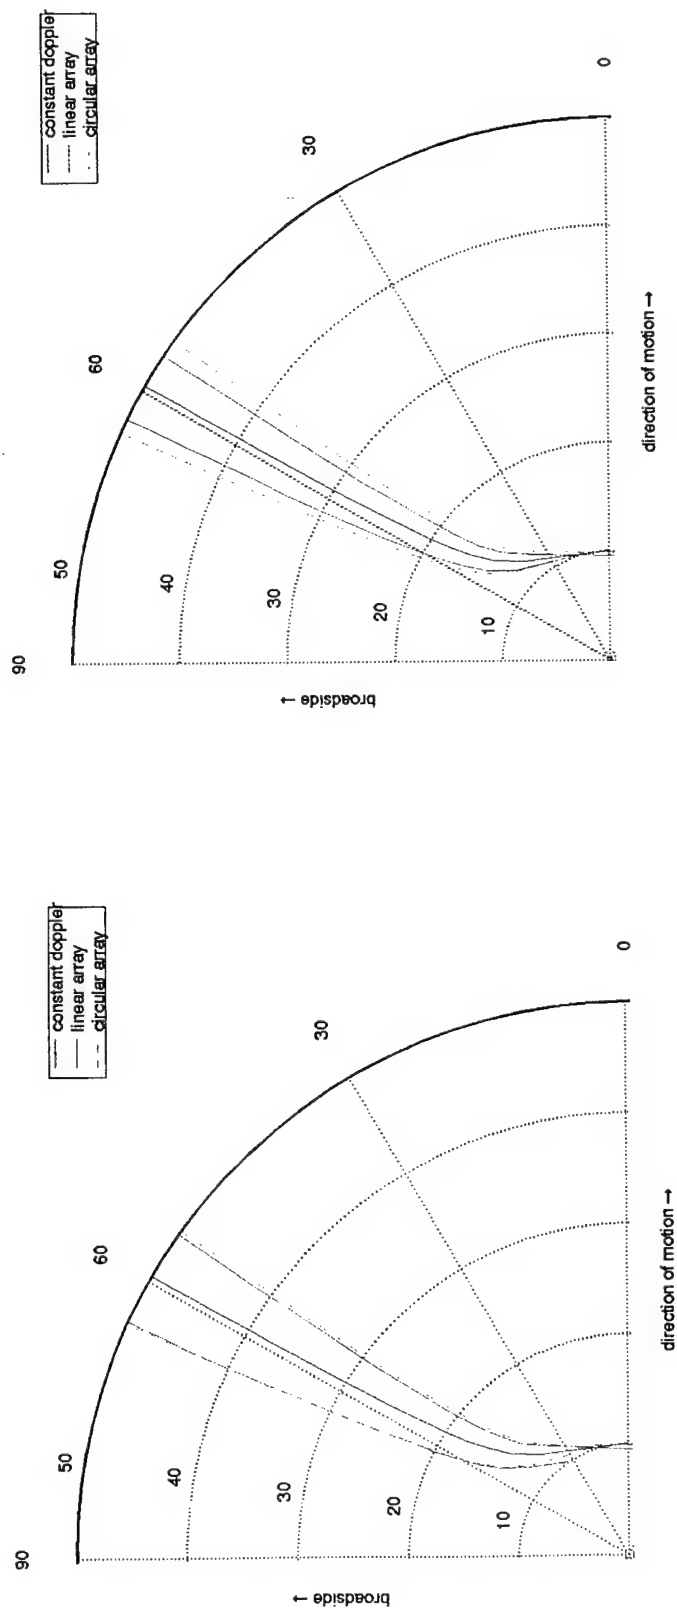 constant doppler
linear array
circular array
90
60
30
0
50
40
30
20
10
broadside →
direction of motion →
constant doppler
linear array
circular array
90
60
30
0
50
40
30
20
10
broadside →
direction of motion →